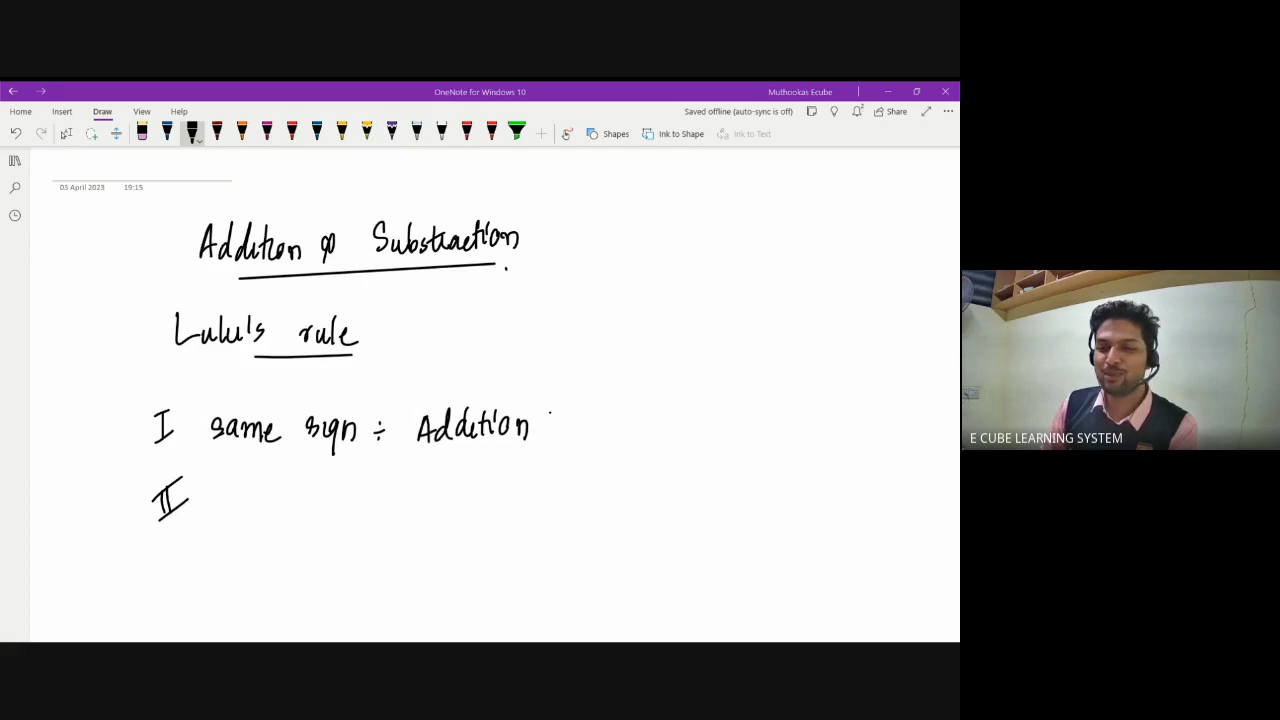 OneNote for Windows 10
Muthookas Ecube
Home Insert Draw View Help
Saved offline (auto-sync is off)
Share
Shapes
Ink to Shape
Ink to Text
03 April 2023 19:15
Addition & Substraction
Lulu's rule
I same sign ÷ Addition
II
E CUBE LEARNING SYSTEM